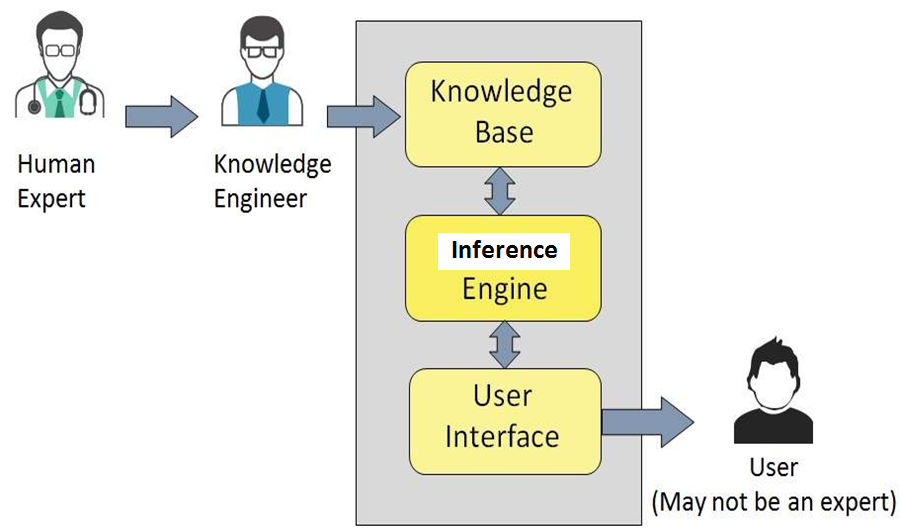 Human
Expert
Knowledge
Engineer
Knowledge
Base
Inference
Engine
User
Interface
User
(May not be an expert)